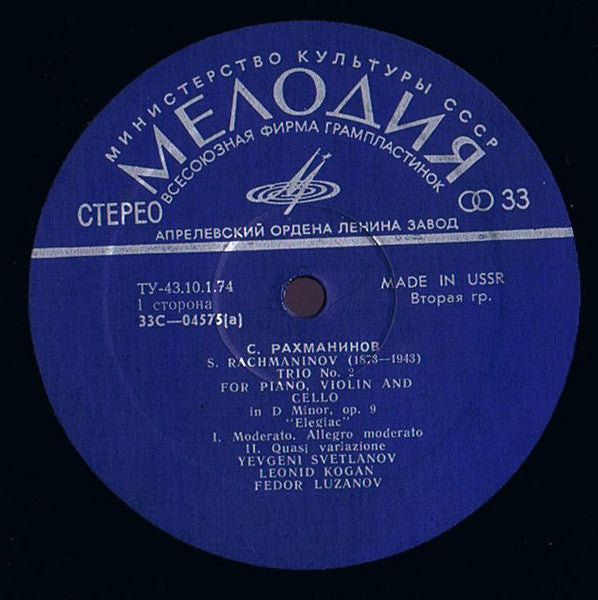 МИНИСТЕРСТВО КУЛЬТУРЫ СССР
МЕЛОДИЯ
ВСЕСОЮЗНАЯ ФИРМА ГРАМПЛАСТИНОК
СТЕРЕО
33
АПРЕЛЕВСКИЙ ОРДЕНА ЛЕНИНА ЗАВОД
ТУ-43.10.1.74
MADE IN USSR
1 сторона
Вторая гр.
33С—04575(а)
С. РАХМАНИНОВ
S. RACHMANINOV (1873—1943)
TRIO No. 2
FOR PIANO, VIOLIN AND
CELLO
in D Minor, op. 9
"Elegiac"
I. Moderato. Allegro moderato
II. Quasi variazione
YEVGENI SVETLANOV
LEONID KOGAN
FEDOR LUZANOV